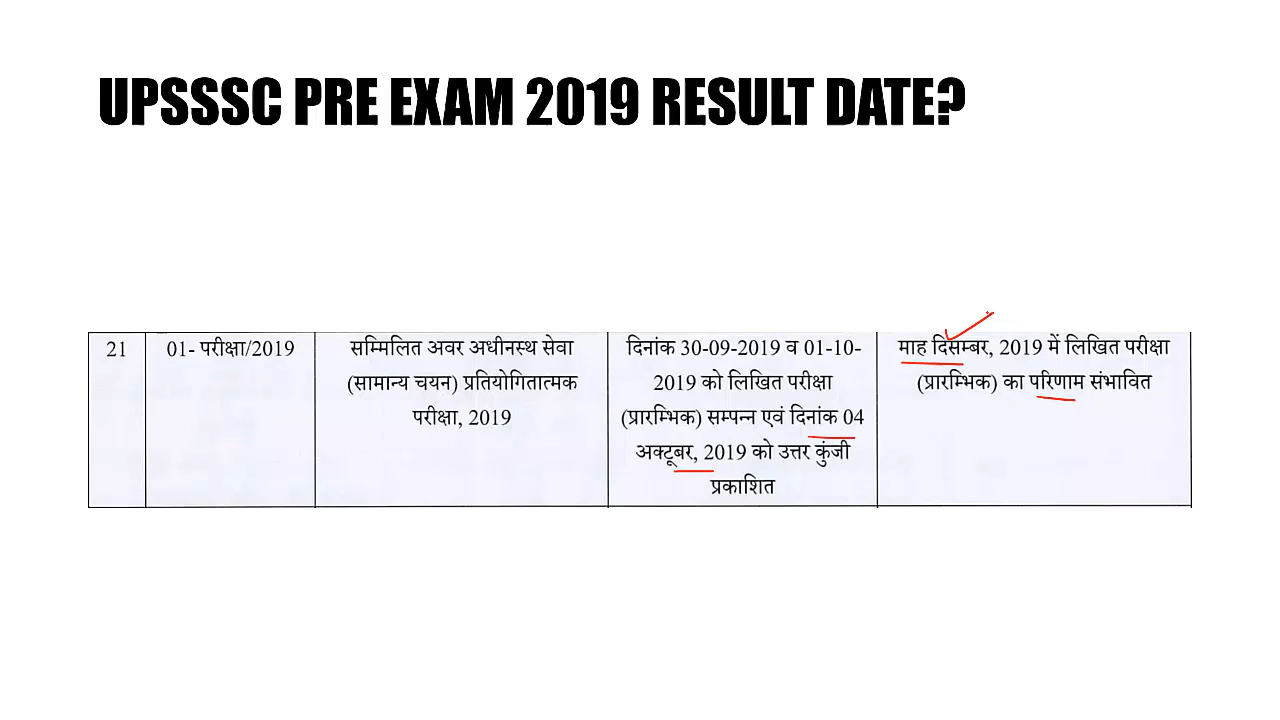 UPSSSC PRE EXAM 2019 RESULT DATE?
21
01- परीक्षा/2019
सम्मिलित अवर अधीनस्थ सेवा
(सामान्य चयन) प्रतियोगितात्मक
परीक्षा, 2019
दिनांक 30-09-2019 व 01-10-
2019 को लिखित परीक्षा
(प्रारम्भिक) सम्पन्न एवं दिनांक 04
अक्टूबर, 2019 को उत्तर कुंजी
प्रकाशित
माह दिसम्बर, 2019 में लिखित परीक्षा
(प्रारम्भिक) का परिणाम संभावित